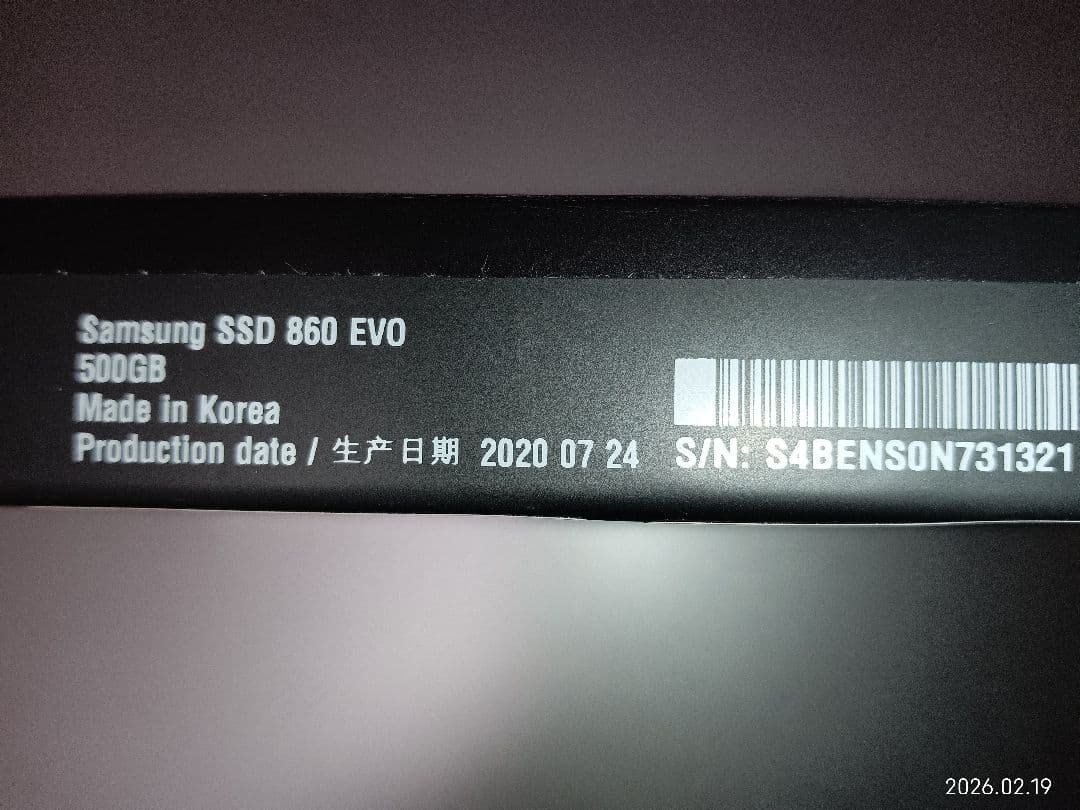 Samsung SSD 860 EVO
500GB
Made in Korea
Production date / 生产日期 2020 07 24
S/N: S4BENS0N731321
2026.02.19